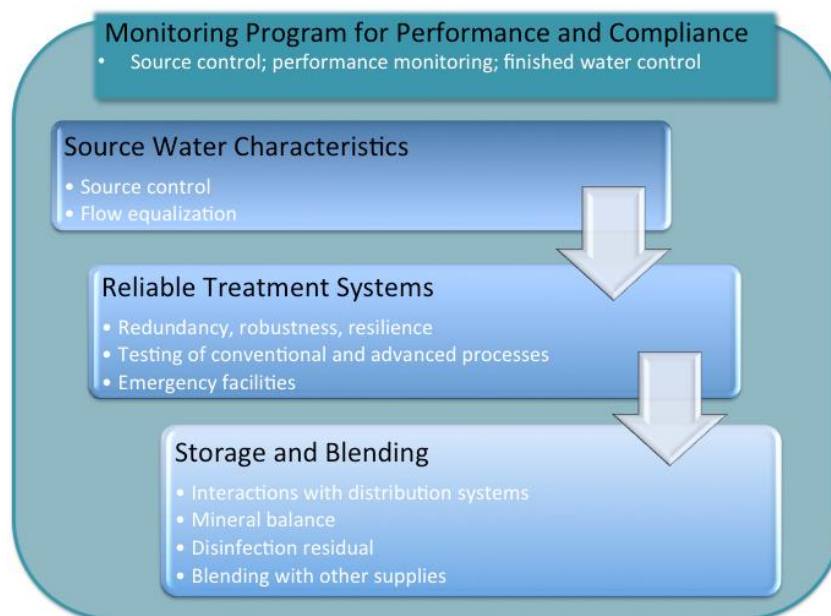 Monitoring Program for Performance and Compliance
• Source control; performance monitoring; finished water control
Source Water Characteristics
• Source control
• Flow equalization
Reliable Treatment Systems
• Redundancy, robustness, resilience
• Testing of conventional and advanced processes
• Emergency facilities
Storage and Blending
• Interactions with distribution systems
• Mineral balance
• Disinfection residual
• Blending with other supplies